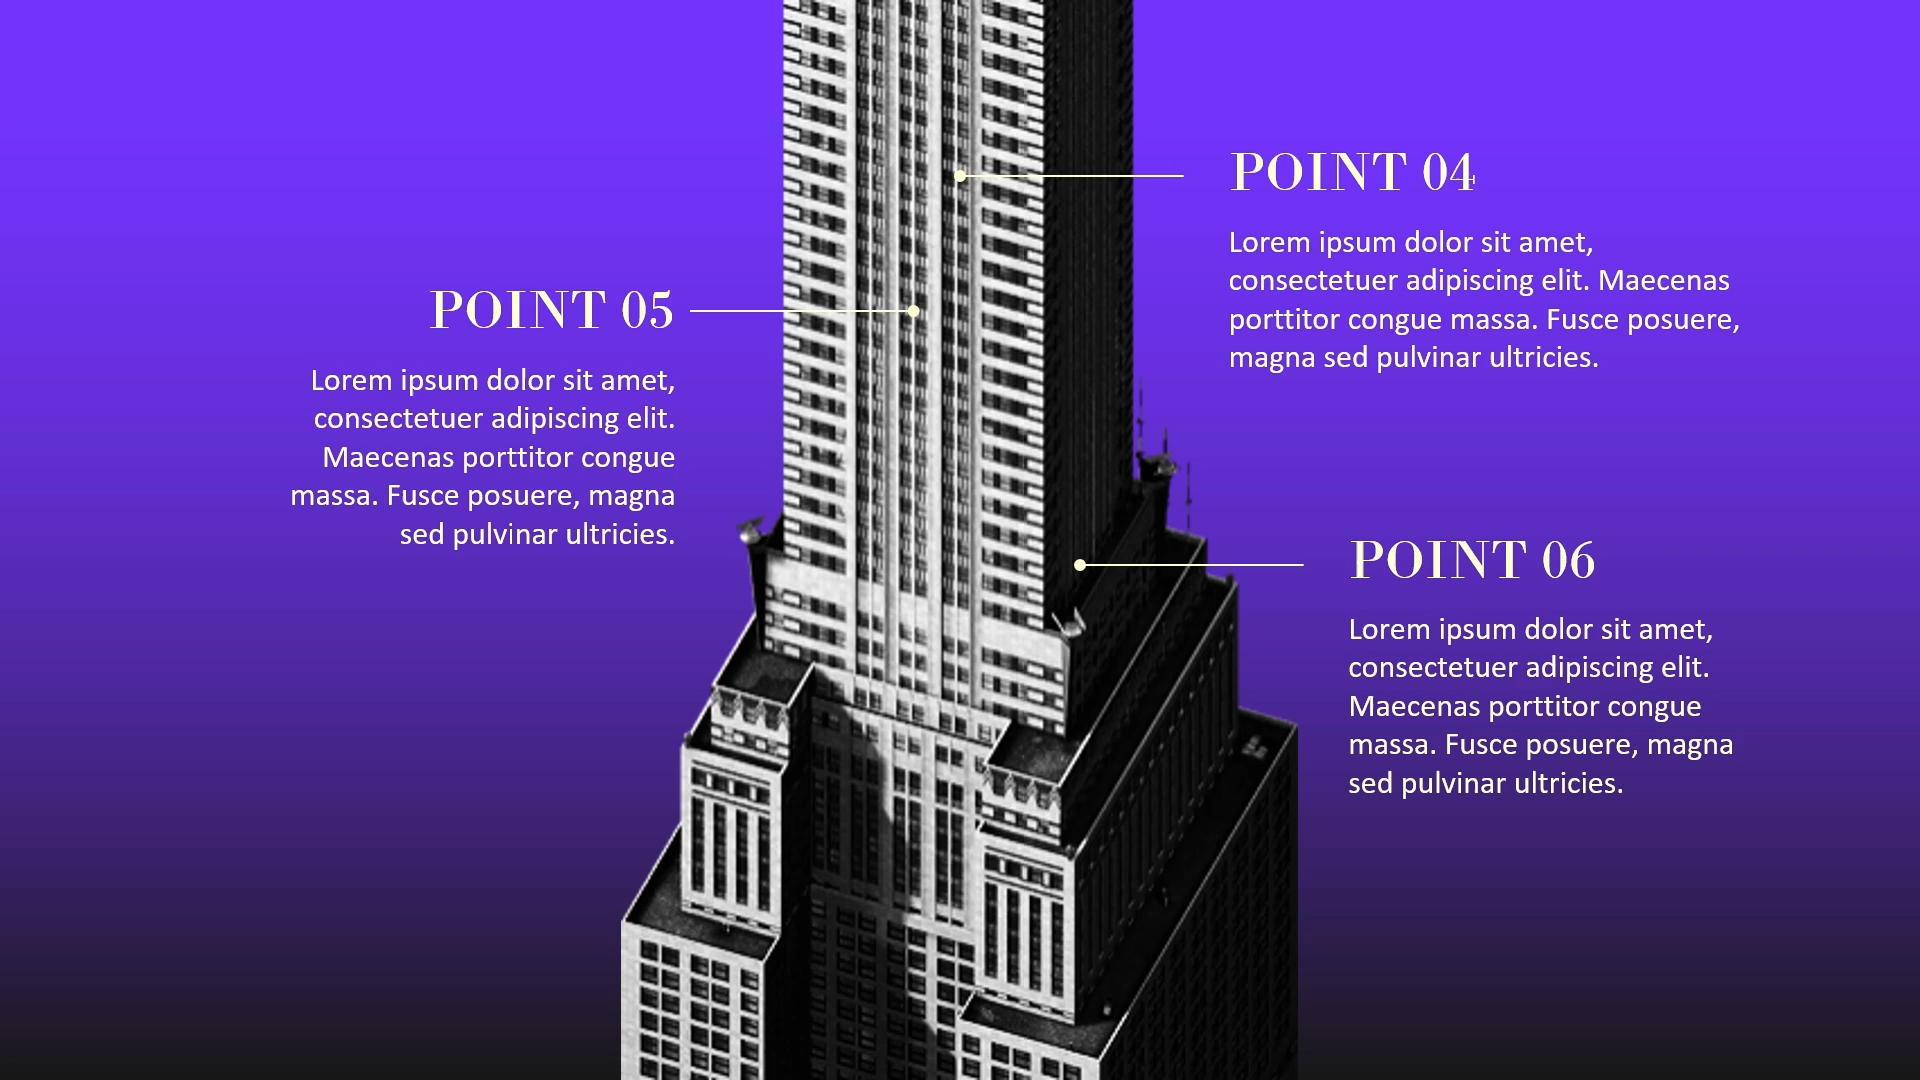 POINT 04
Lorem ipsum dolor sit amet,
consectetuer adipiscing elit. Maecenas
porttitor congue massa. Fusce posuere,
magna sed pulvinar ultricies.
POINT 05
Lorem ipsum dolor sit amet,
consectetuer adipiscing elit.
Maecenas porttitor congue
massa. Fusce posuere, magna
sed pulvinar ultricies.
POINT 06
Lorem ipsum dolor sit amet,
consectetuer adipiscing elit.
Maecenas porttitor congue
massa. Fusce posuere, magna
sed pulvinar ultricies.